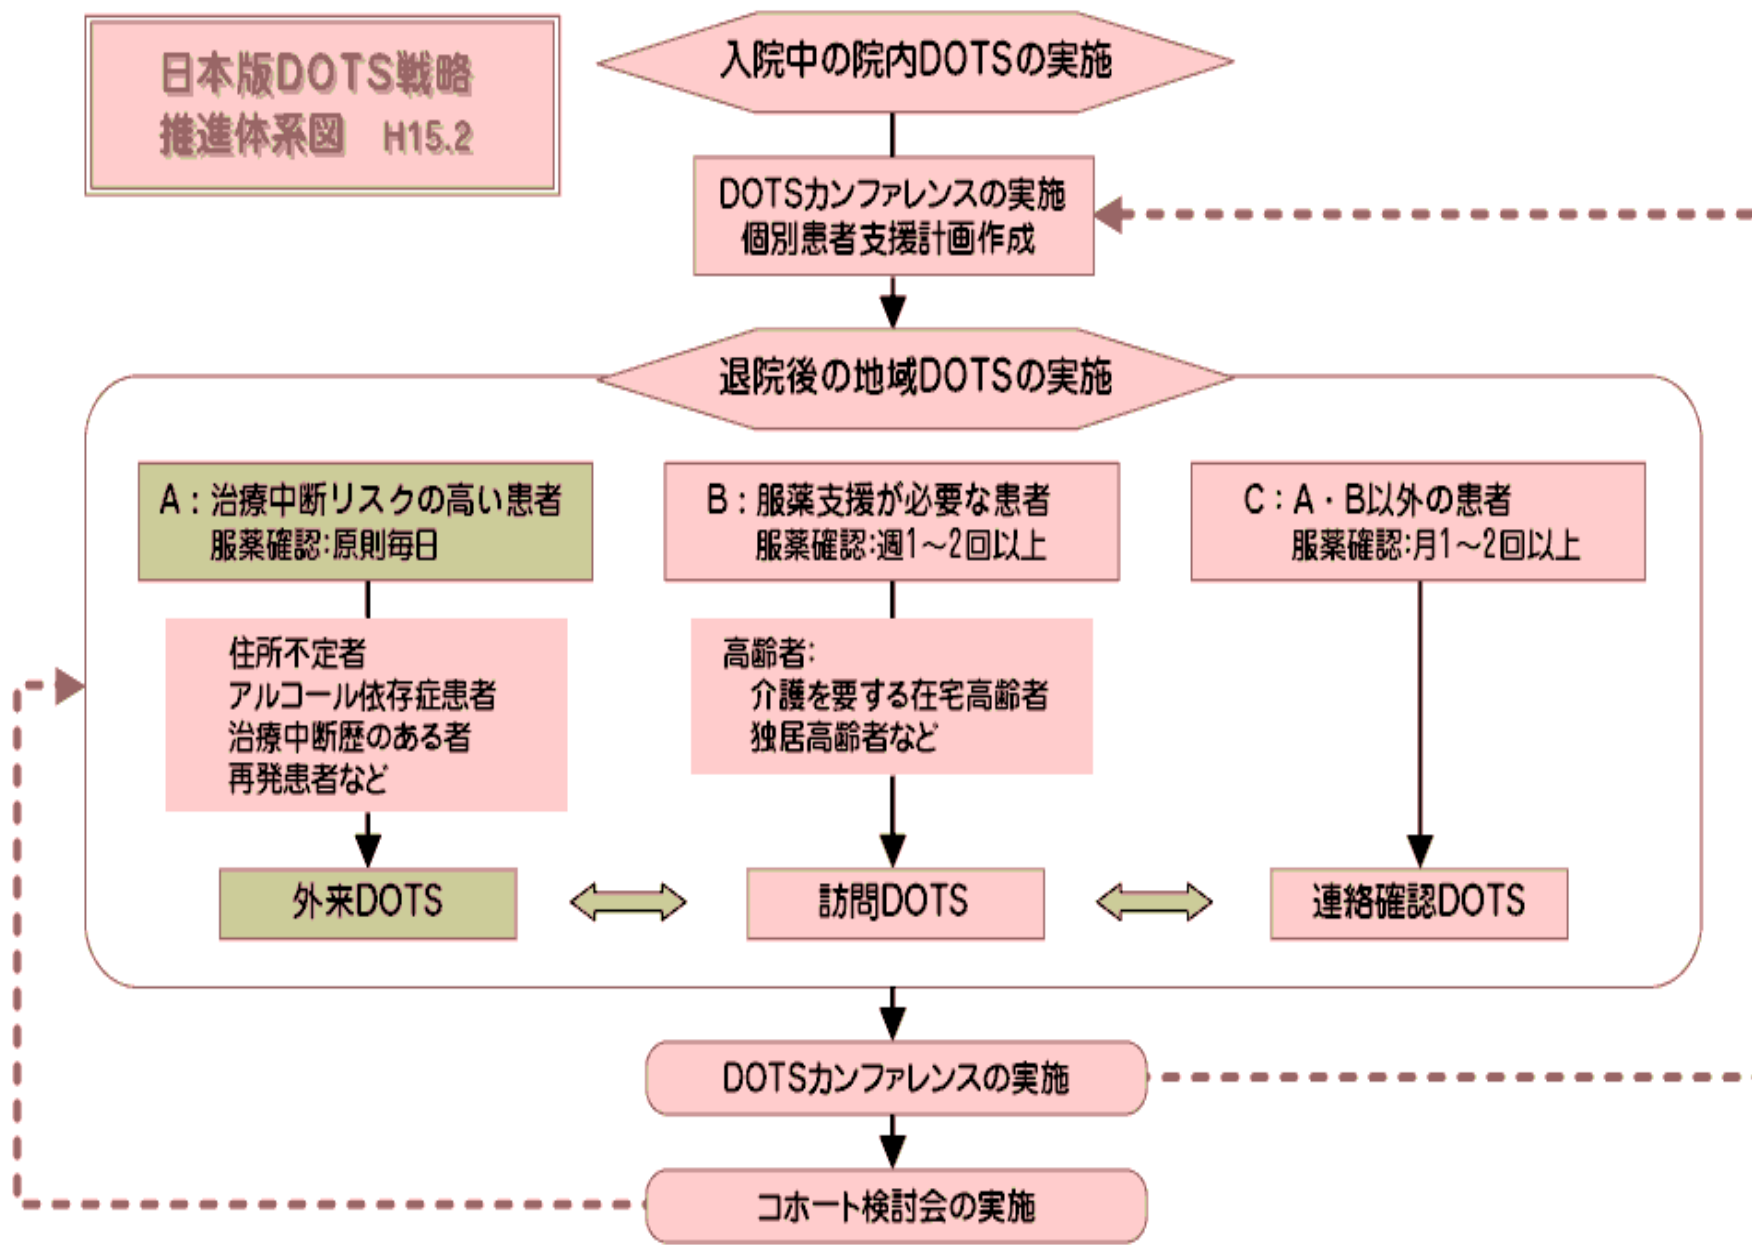 日本版DOTS戦略
推進体系図 H15.2
入院中の院内DOTSの実施
DOTSカンファレンスの実施
個別患者支援計画作成
退院後の地域DOTSの実施
A：治療中断リスクの高い患者
服薬確認:原則毎日
住所不定者
アルコール依存症患者
治療中断歴のある者
再発患者など
外来DOTS
B：服薬支援が必要な患者
服薬確認:週1～2回以上
高齢者:
介護を要する在宅高齢者
独居高齢者など
訪問DOTS
C：A・B以外の患者
服薬確認:月1～2回以上
連絡確認DOTS
DOTSカンファレンスの実施
コホート検討会の実施